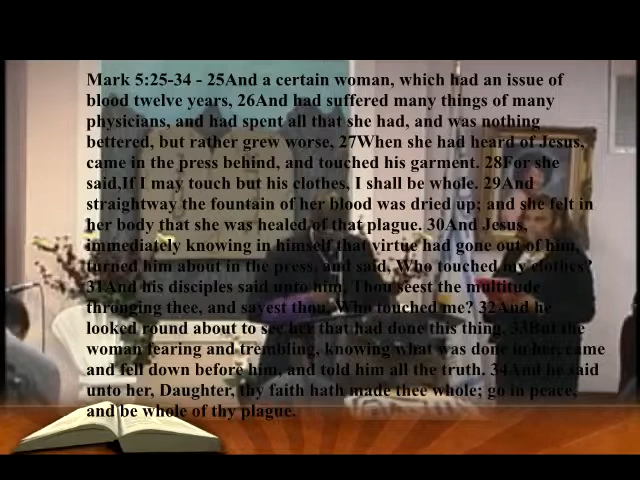 Mark 5:25-34 - 25And a certain woman, which had an issue of
blood twelve years, 26And had suffered many things of many
physicians, and had spent all that she had, and was nothing
bettered, but rather grew worse, 27When she had heard of Jesus,
came in the press behind, and touched his garment. 28For she
said,If I may touch but his clothes, I shall be whole. 29And
straightway the fountain of her blood was dried up; and she felt in
her body that she was healed of that plague. 30And Jesus,
immediately knowing in himself that virtue had gone out of him,
turned him about in the press, and said, Who touched my clothes?
31And his disciples said unto him, Thou seest the multitude
thronging thee, and sayest thou, Who touched me? 32And he
looked round about to see her that had done this thing. 33But the
woman fearing and trembling, knowing what was done in her, came
and fell down before him, and told him all the truth. 34And he said
unto her, Daughter, thy faith hath made thee whole; go in peace,
and be whole of thy plague.